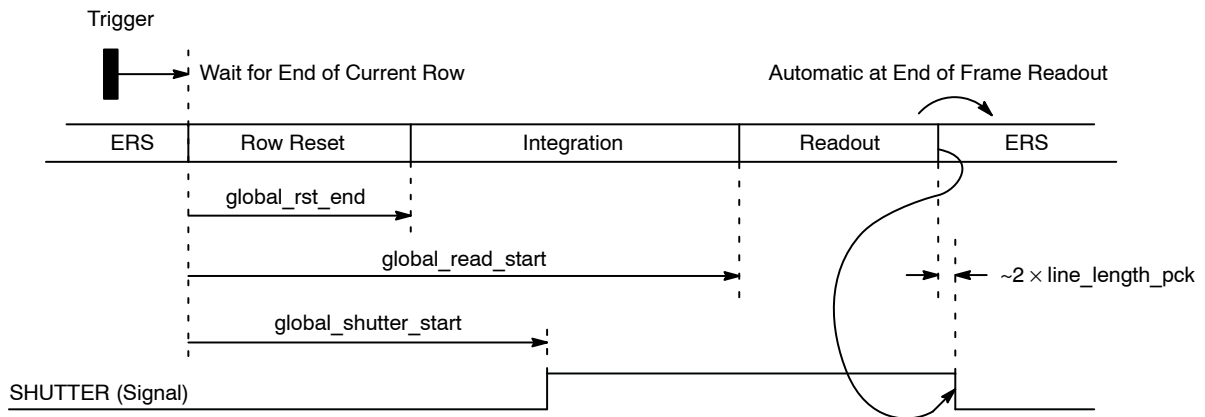 Trigger
Wait for End of Current Row
Automatic at End of Frame Readout
ERS
Row Reset
Integration
Readout
ERS
global_rst_end
global_read_start
~2 × line_length_pck
global_shutter_start
SHUTTER (Signal)